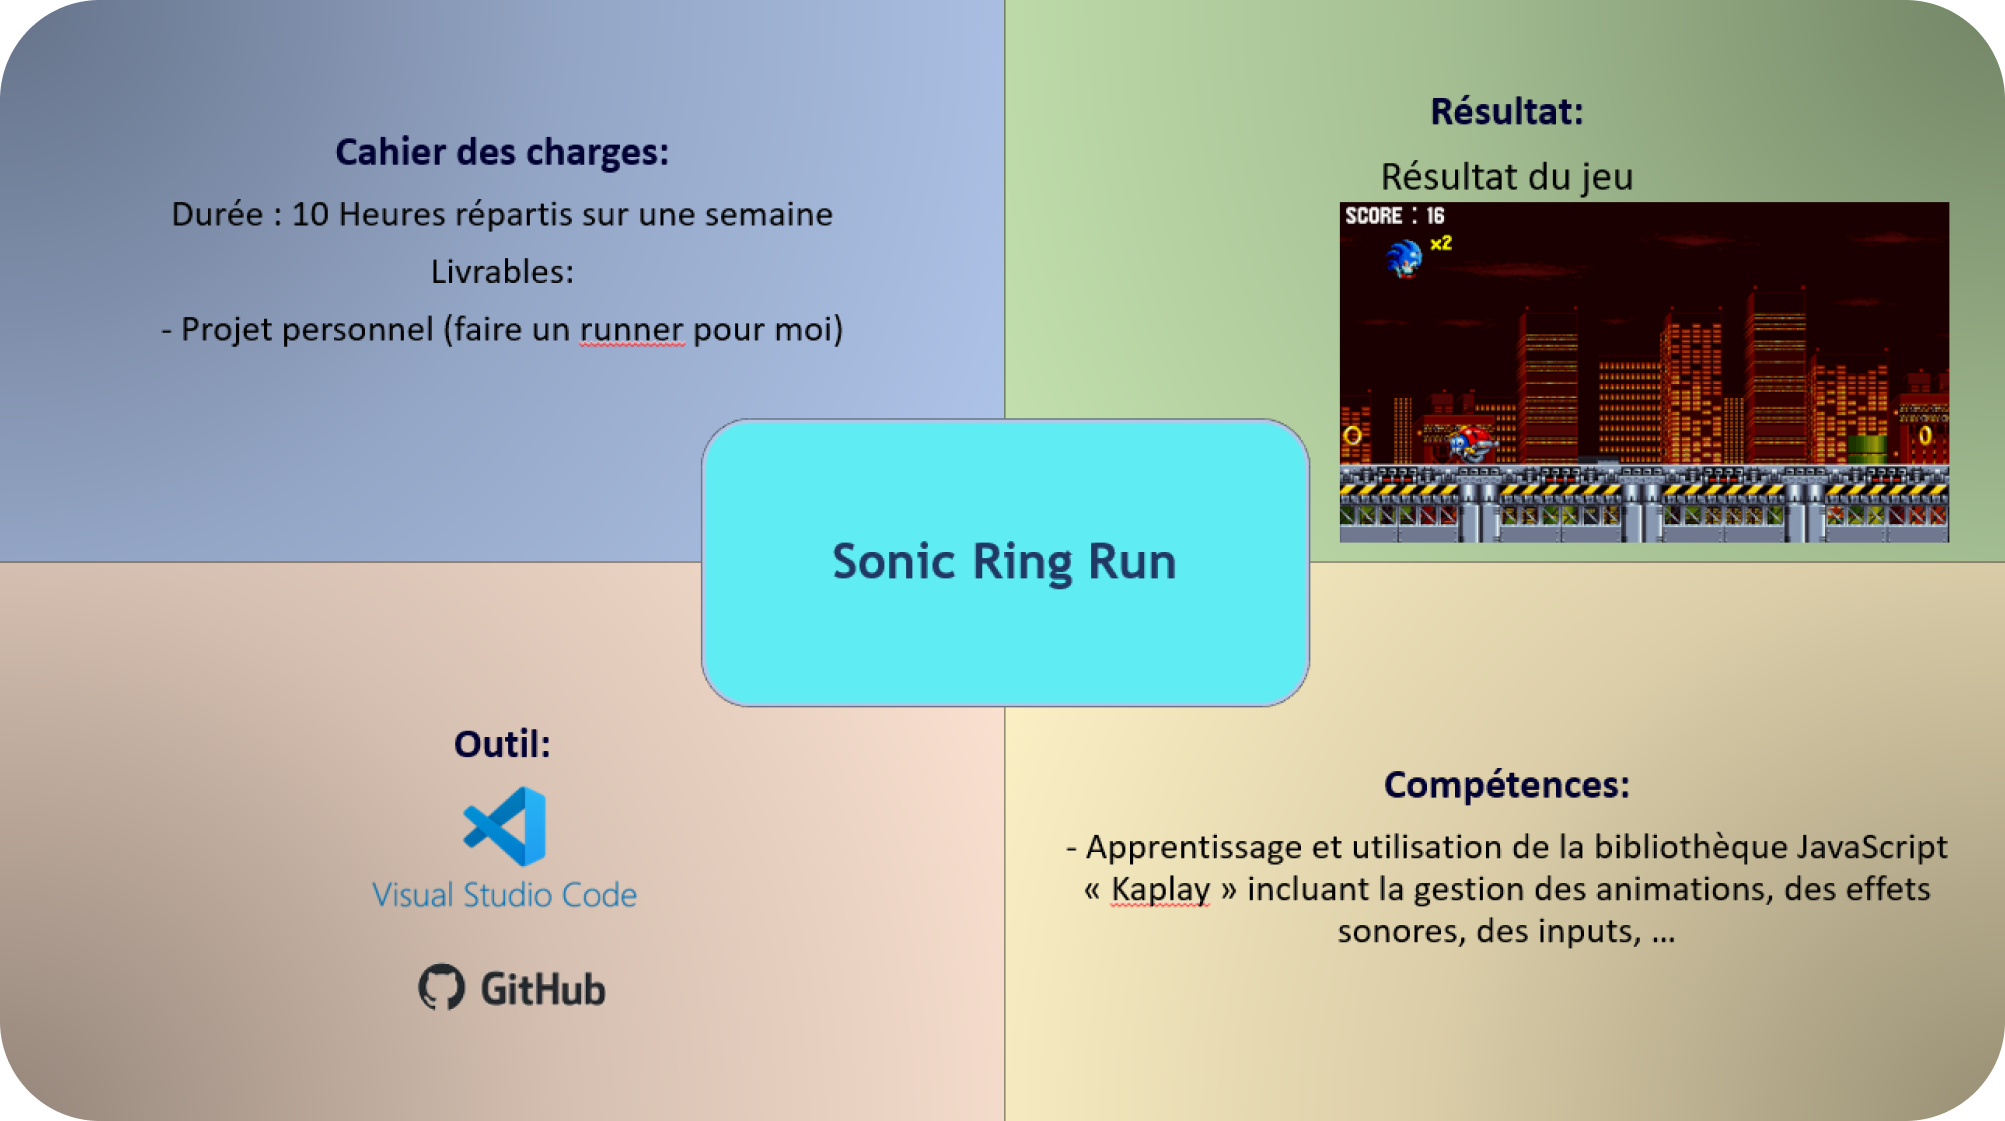 Cahier des charges:
Durée : 10 Heures répartis sur une semaine
Livrables:
- Projet personnel (faire un runner pour moi)
Résultat:
Résultat du jeu
SCORE : 16
x2
Sonic Ring Run
Outil:
Visual Studio Code
GitHub
Compétences:
- Apprentissage et utilisation de la bibliothèque JavaScript
« Kaplay » incluant la gestion des animations, des effets
sonores, des inputs, ...